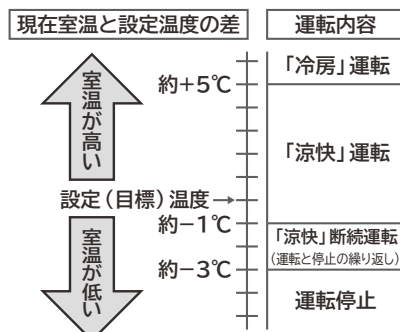 現在室温と設定温度の差
運転内容
室温が高い
「冷房」運転
約+5℃
「涼快」運転
設定(目標)温度→
約−1℃
「涼快」断続運転
(運転と停止の繰り返し)
室温が低い
約−3℃
運転停止